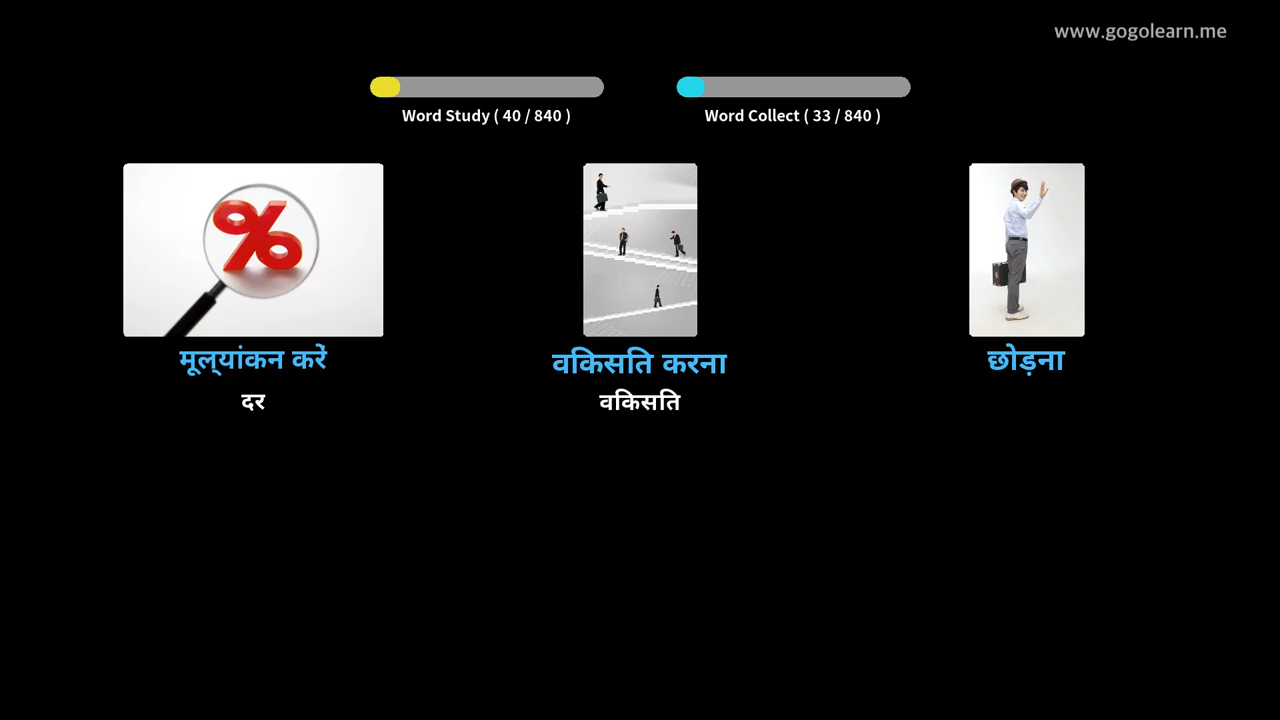 www.gogolearn.me
Word Study ( 40 / 840 )
Word Collect ( 33 / 840 )
मूल्यांकन करें
वकिसति करना
छोड़ना
दर
वकिसति